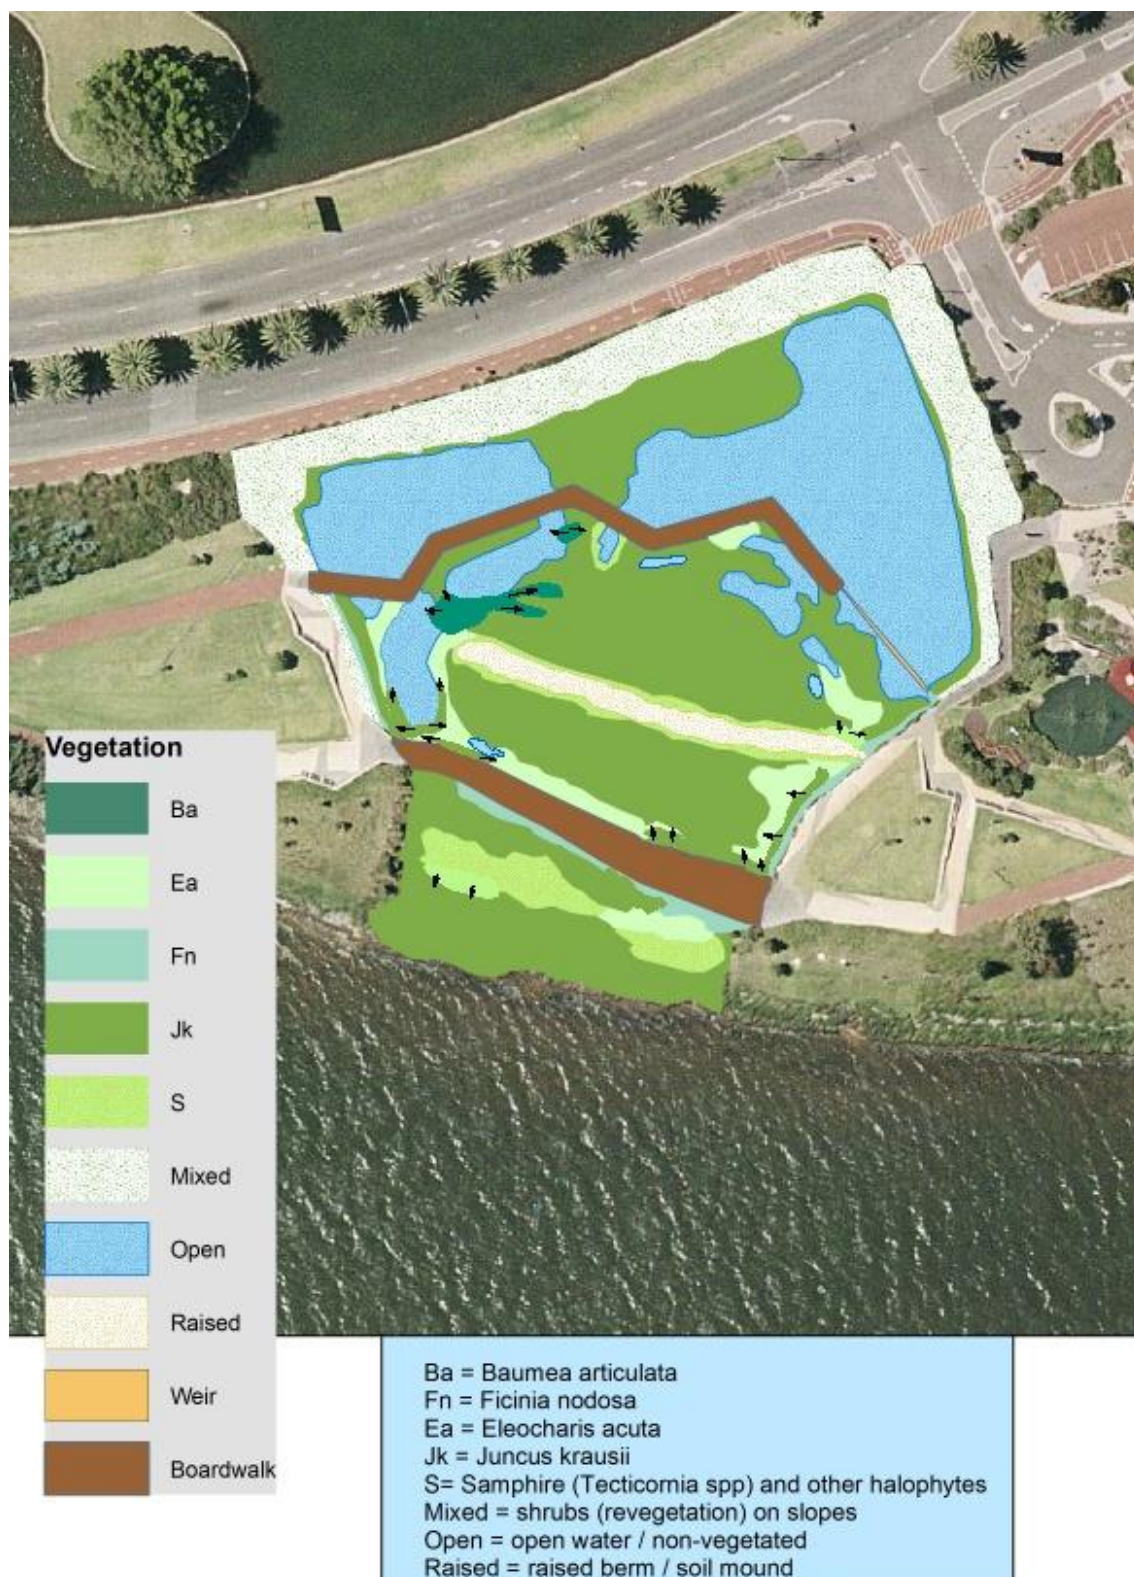 Vegetation
Ba
Ea
Fn
Jk
S
Mixed
Open
Raised
Weir
Boardwalk
Ba = Baumea articulata
Fn = Ficinia nodosa
Ea = Eleocharis acuta
Jk = Juncus krausii
S= Samphire (Tecticornia spp) and other halophytes
Mixed = shrubs (revegetation) on slopes
Open = open water / non-vegetated
Raised = raised berm / soil mound